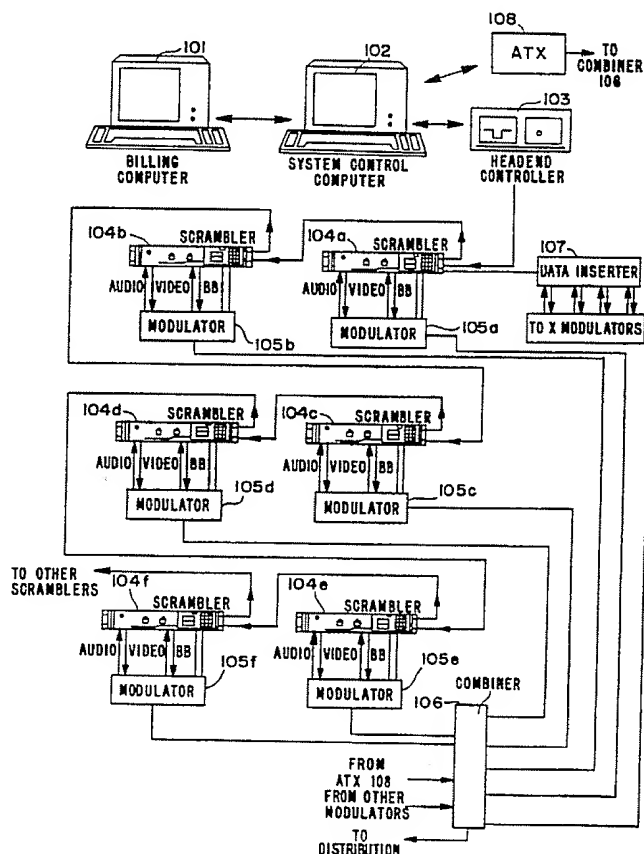 101
102
108
ATX
TO
COMBINER
106
103
BILLING
COMPUTER
SYSTEM CONTROL
COMPUTER
HEADEND
CONTROLLER
104b
SCRAMBLER
104a
SCRAMBLER
107
DATA INSERTER
AUDIO
VIDEO
BB
AUDIO
VIDEO
BB
MODULATOR
105b
MODULATOR
105a
TO X MODULATORS
104d
SCRAMBLER
104c
SCRAMBLER
AUDIO
VIDEO
BB
AUDIO
VIDEO
BB
MODULATOR
105d
MODULATOR
105c
TO OTHER
SCRAMBLERS
104f
SCRAMBLER
104e
SCRAMBLER
AUDIO
VIDEO
BB
AUDIO
VIDEO
BB
MODULATOR
105f
MODULATOR
105e
106
COMBINER
FROM
ATX 108
FROM OTHER
MODULATORS
TO
DISTRIBUTION